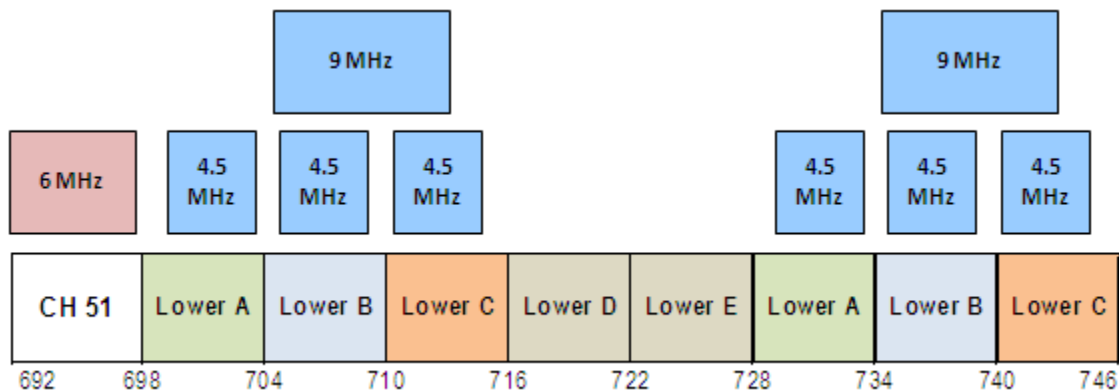 9 MHz
9 MHz
6 MHz
4.5
MHz
4.5
MHz
4.5
MHz
4.5
MHz
4.5
MHz
4.5
MHz
CH 51
Lower A
Lower B
Lower C
Lower D
Lower E
Lower A
Lower B
Lower C
692
698
704
710
716
722
728
734
740
746